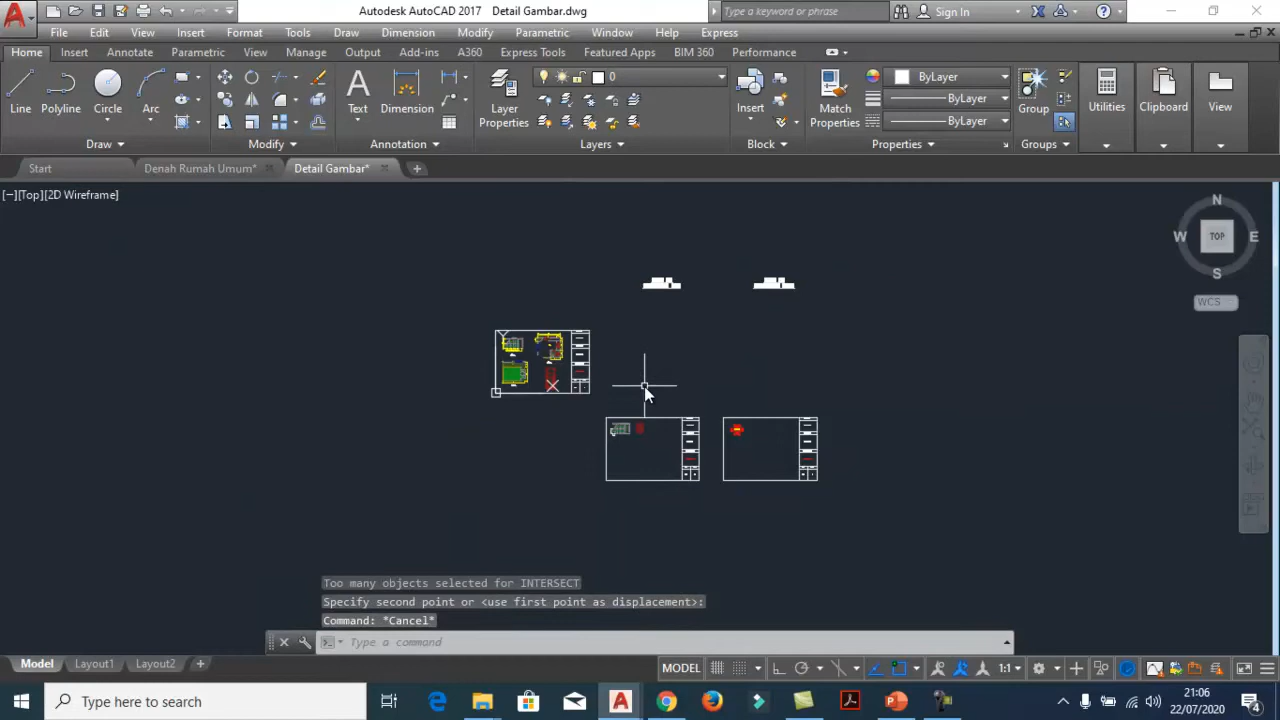 Autodesk AutoCAD 2017 Detail Gambar.dwg
Type a keyword or phrase
Sign In
File Edit View Insert Format Tools Draw Dimension Modify Parametric Window Help Express
Home Insert Annotate Parametric View Manage Output Add-ins A360 Express Tools Featured Apps BIM 360 Performance
0
ByLayer
ByLayer
ByLayer
Line Polyline Circle Arc
Text Dimension
Layer Properties
Insert
Match Properties
Group
Utilities Clipboard View
Draw Modify Annotation Layers Block Properties Groups
Start Denah Rumah Umum* Detail Gambar*
[−][Top][2D Wireframe]
N
W TOP E
S
WCS
Y
Too many objects selected for INTERSECT
Specify second point or <use first point as displacement>:
Command: *Cancel*
Type a command
Model Layout1 Layout2
MODEL 1:1
Type here to search
21:06
22/07/2020
4